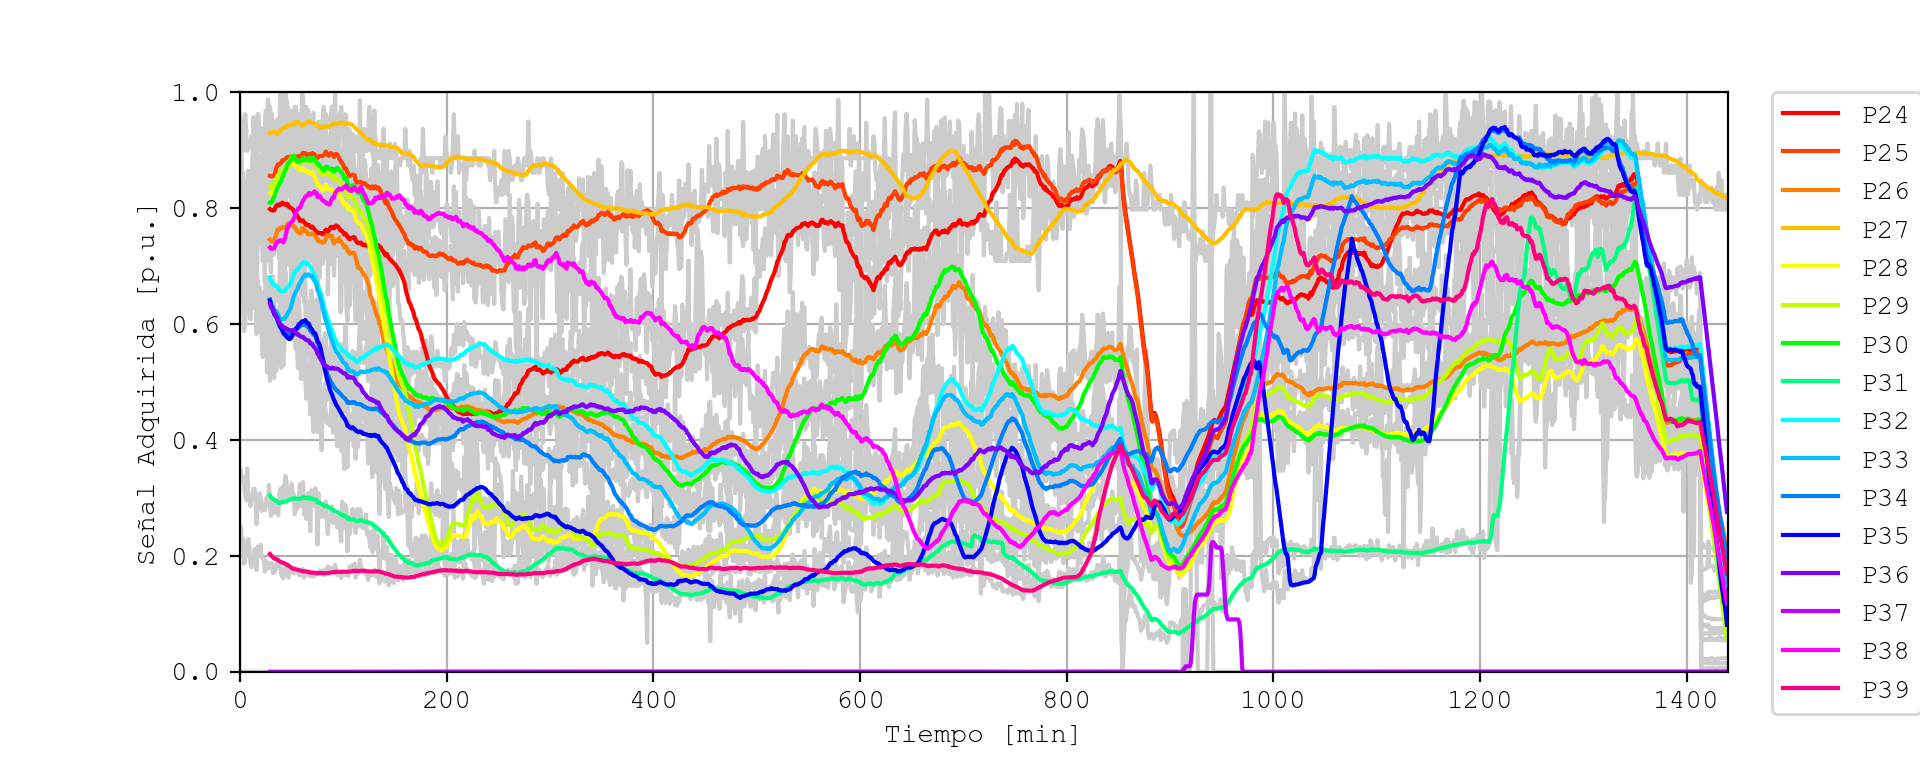 1.0
0.8
0.6
0.4
0.2
0.0
Señal Adquirida [p.u.]
0 200 400 600 800 1000 1200 1400
Tiempo [min]
P24
P25
P26
P27
P28
P29
P30
P31
P32
P33
P34
P35
P36
P37
P38
P39